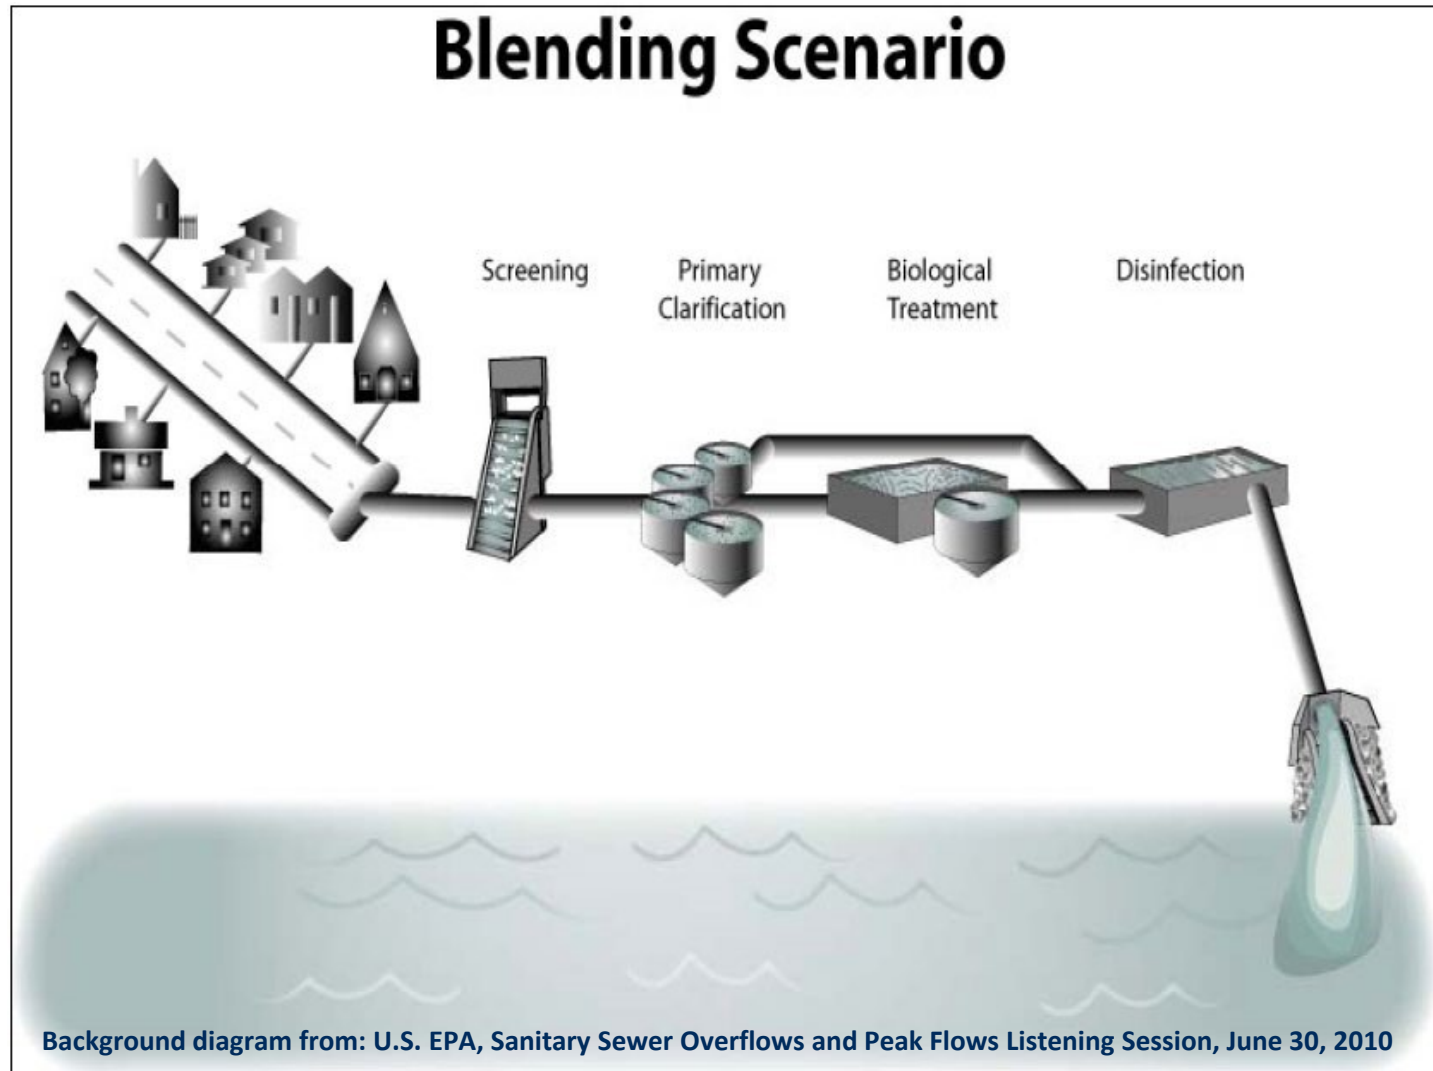 Blending Scenario
Screening
Primary
Clarification
Biological
Treatment
Disinfection
Background diagram from: U.S. EPA, Sanitary Sewer Overflows and Peak Flows Listening Session, June 30, 2010